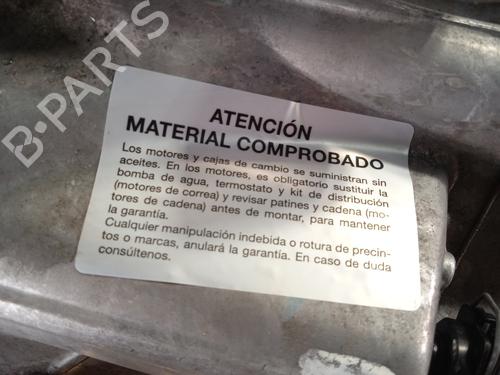 B-PARTS
ATENCIÓN
MATERIAL COMPROBADO
Los motores y cajas de cambio se suministran sin
aceites. En los motores, es obligatorio sustituir la
bomba de agua, termostato y kit de distribución
(motores de correa) y revisar patines y cadena (mo-
tores de cadena) antes de montar, para mantener
la garantía.
Cualquier manipulación indebida o rotura de precin-
tos o marcas, anulará la garantía. En caso de duda
consúltenos.